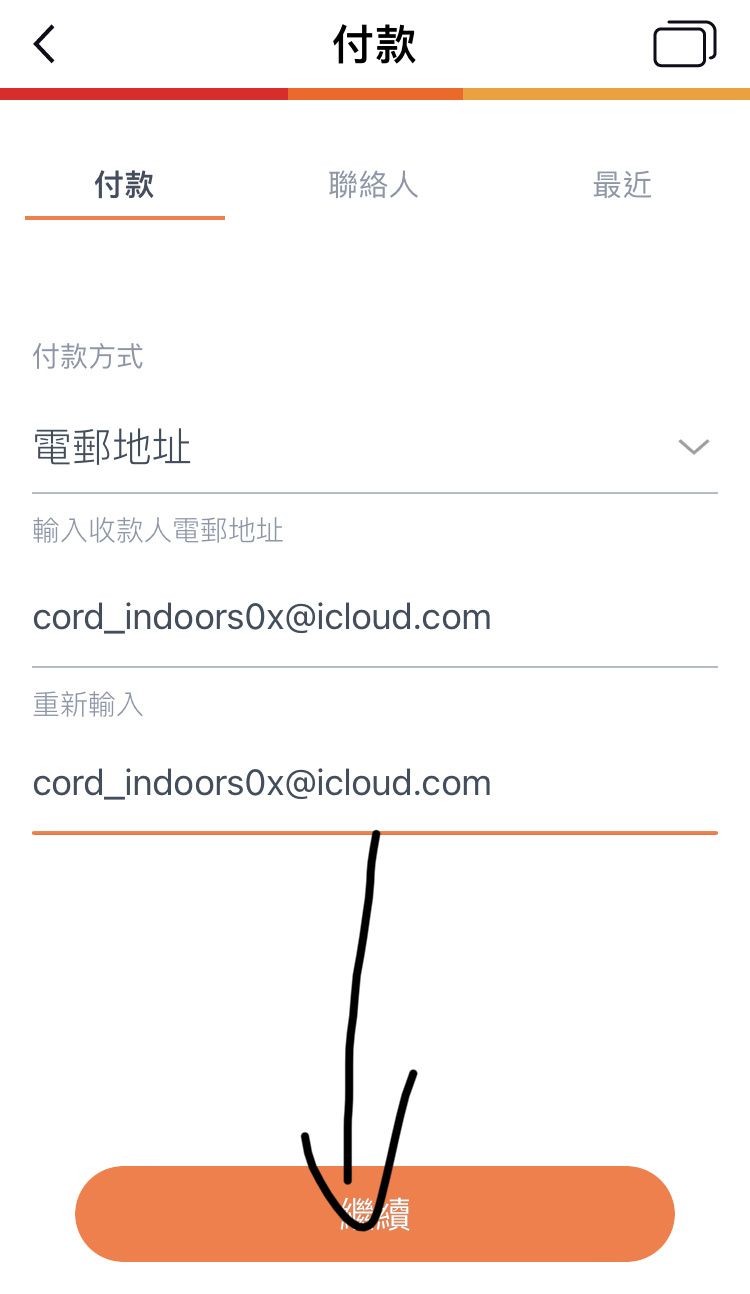 付款
付款 聯絡人 最近
付款方式
電郵地址
輸入收款人電郵地址
cord_indoors0x@icloud.com
重新輸入
cord_indoors0x@icloud.com
繼續